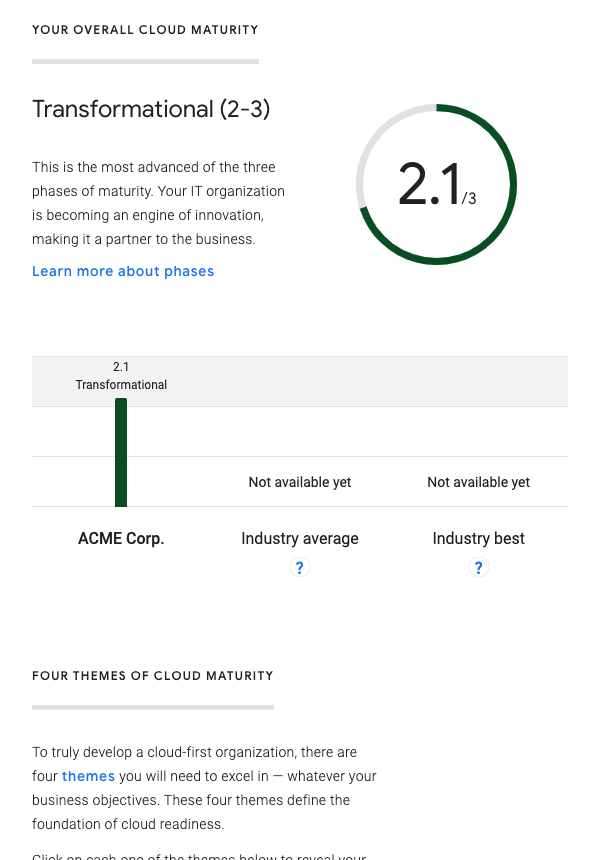 YOUR OVERALL CLOUD MATURITY
Transformational (2-3)
This is the most advanced of the three
phases of maturity. Your IT organization
is becoming an engine of innovation,
making it a partner to the business.
Learn more about phases
2.1/3
2.1
Transformational
Not available yet
Not available yet
ACME Corp.
Industry average
Industry best
?
?
FOUR THEMES OF CLOUD MATURITY
To truly develop a cloud-first organization, there are
four themes you will need to excel in — whatever your
business objectives. These four themes define the
foundation of cloud readiness.
Click on each one of the themes below to reveal your